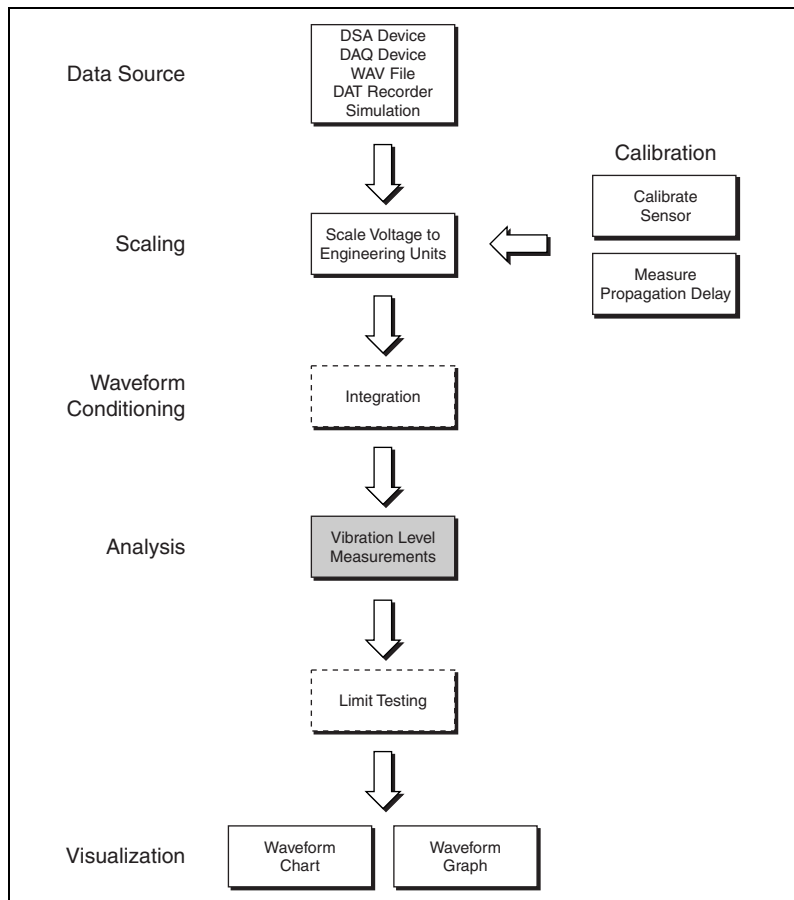 Data Source
DSA Device
DAQ Device
WAV File
DAT Recorder
Simulation
Calibration
Calibrate
Sensor
Measure
Propagation Delay
Scaling
Scale Voltage to
Engineering Units
Waveform
Conditioning
Integration
Analysis
Vibration Level
Measurements
Limit Testing
Visualization
Waveform
Chart
Waveform
Graph